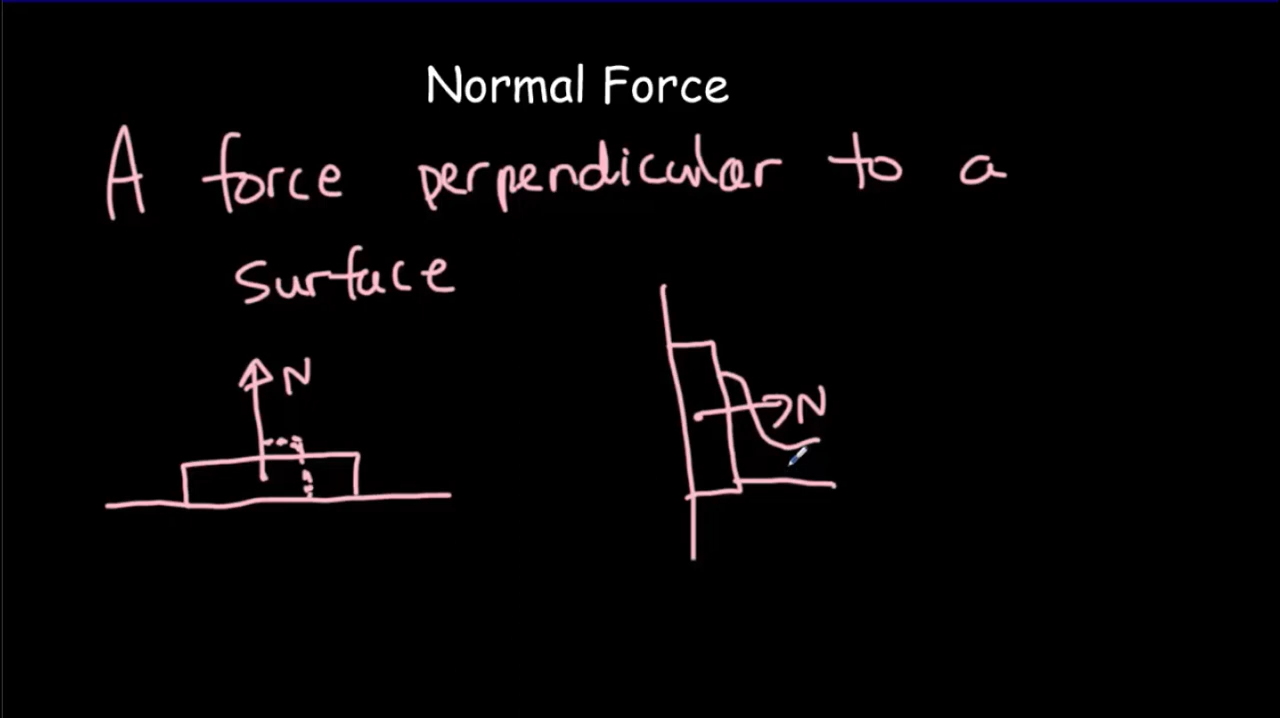 Normal Force
A force perpendicular to a
surface
N
N